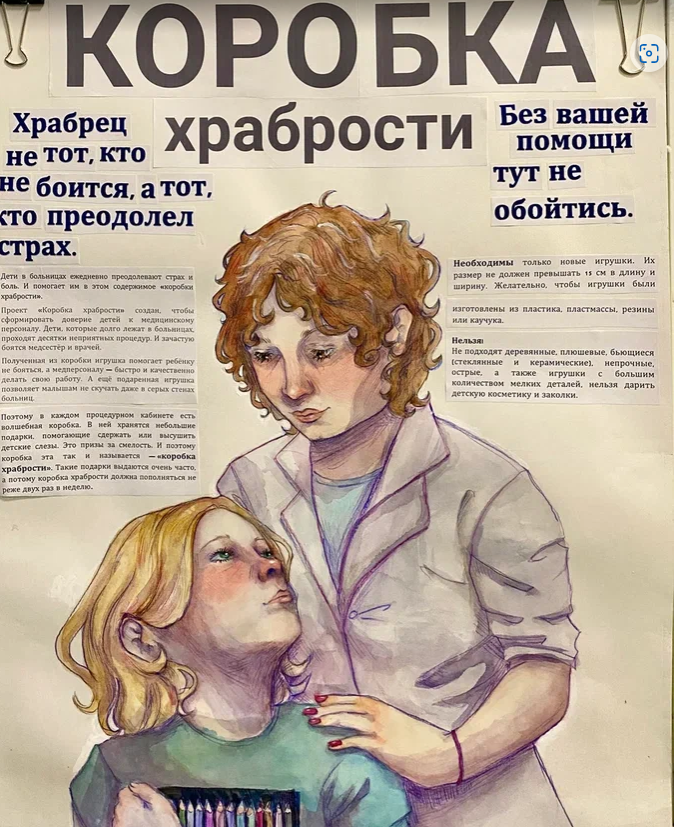 КОРОБКА
храбрости
Храбрец
не тот, кто
не боится, а тот,
кто преодолел
страх.
Без вашей
помощи
тут не
обойтись.
Дети в больницах ежедневно преодолевают страх и
боль. И помогает им в этом содержимое «коробки
храбрости».
Проект «Коробка храбрости» создан, чтобы
сформировать доверие детей к медицинскому
персоналу. Дети, которые долго лежат в больницах,
проходят десятки неприятных процедур. И зачастую
боятся медсестёр и врачей.
Полученная из коробки игрушка помогает ребёнку
не бояться, а медперсоналу — быстро и качественно
делать свою работу. А ещё подаренная игрушка
позволяет малышам не скучать даже в серых стенах
больниц.
Поэтому в каждом процедурном кабинете есть
волшебная коробка. В ней хранятся небольшие
подарки, помогающие сдержать или высушить
детские слезы. Это призы за смелость. И поэтому
коробка эта так и называется — «коробка
храбрости». Такие подарки выдаются очень часто,
а потому коробка храбрости должна пополняться не
реже двух раз в неделю.
Необходимы только новые игрушки. Их
размер не должен превышать 15 см в длину и
ширину. Желательно, чтобы игрушки были
изготовлены из пластика, пластмассы, резины
или каучука.
Нельзя!
Не подходят деревянные, плюшевые, бьющиеся
(стеклянные и керамические), непрочные,
острые, а также игрушки с большим
количеством мелких деталей, нельзя дарить
детскую косметику и заколки.